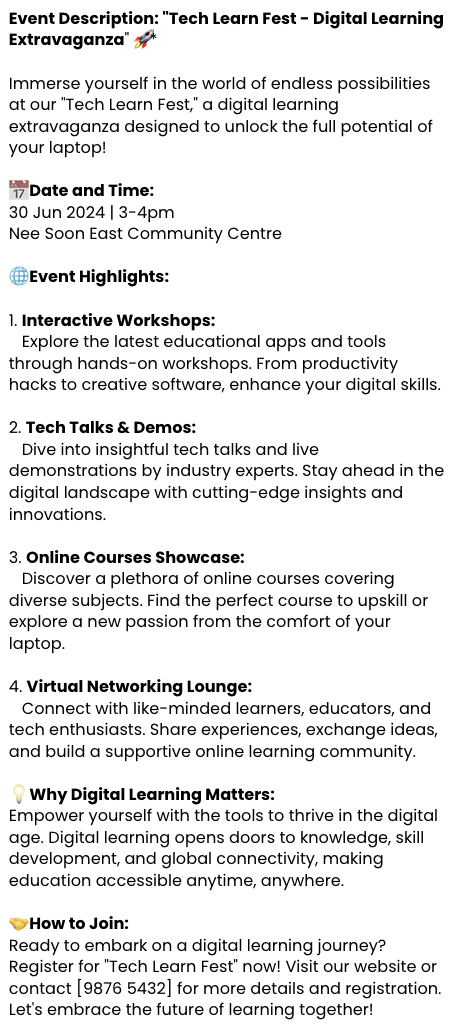 Event Description: "Tech Learn Fest - Digital Learning
Extravaganza" 🚀
Immerse yourself in the world of endless possibilities
at our "Tech Learn Fest," a digital learning
extravaganza designed to unlock the full potential of
your laptop!
📅Date and Time:
30 Jun 2024 | 3-4pm
Nee Soon East Community Centre
🌐Event Highlights:
1. Interactive Workshops:
Explore the latest educational apps and tools
through hands-on workshops. From productivity
hacks to creative software, enhance your digital skills.
2. Tech Talks & Demos:
Dive into insightful tech talks and live
demonstrations by industry experts. Stay ahead in the
digital landscape with cutting-edge insights and
innovations.
3. Online Courses Showcase:
Discover a plethora of online courses covering
diverse subjects. Find the perfect course to upskill or
explore a new passion from the comfort of your
laptop.
4. Virtual Networking Lounge:
Connect with like-minded learners, educators, and
tech enthusiasts. Share experiences, exchange ideas,
and build a supportive online learning community.
💡Why Digital Learning Matters:
Empower yourself with the tools to thrive in the digital
age. Digital learning opens doors to knowledge, skill
development, and global connectivity, making
education accessible anytime, anywhere.
🤝How to Join:
Ready to embark on a digital learning journey?
Register for "Tech Learn Fest" now! Visit our website or
contact [9876 5432] for more details and registration.
Let's embrace the future of learning together!